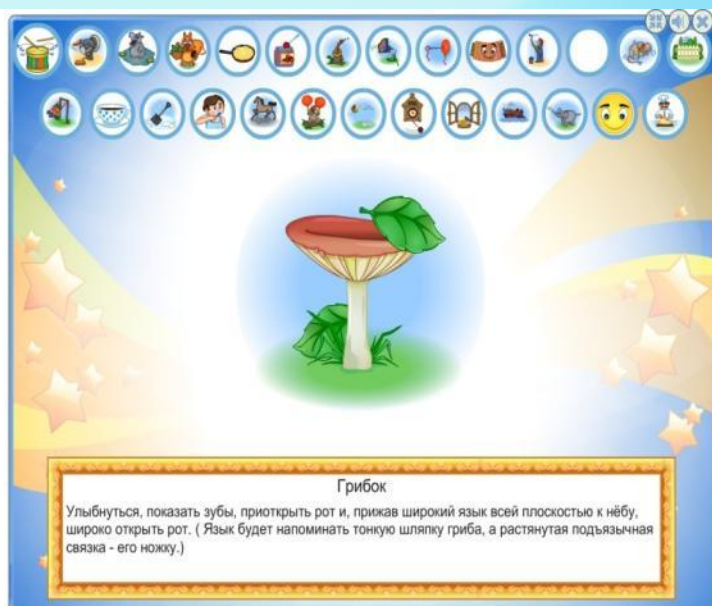 Грибок
Улыбнуться, показать зубы, приоткрыть рот и, прижав широкий язык всей плоскостью к нёбу,
широко открыть рот. ( Язык будет напоминать тонкую шляпку гриба, а растянутая подъязычная
связка - его ножку.)